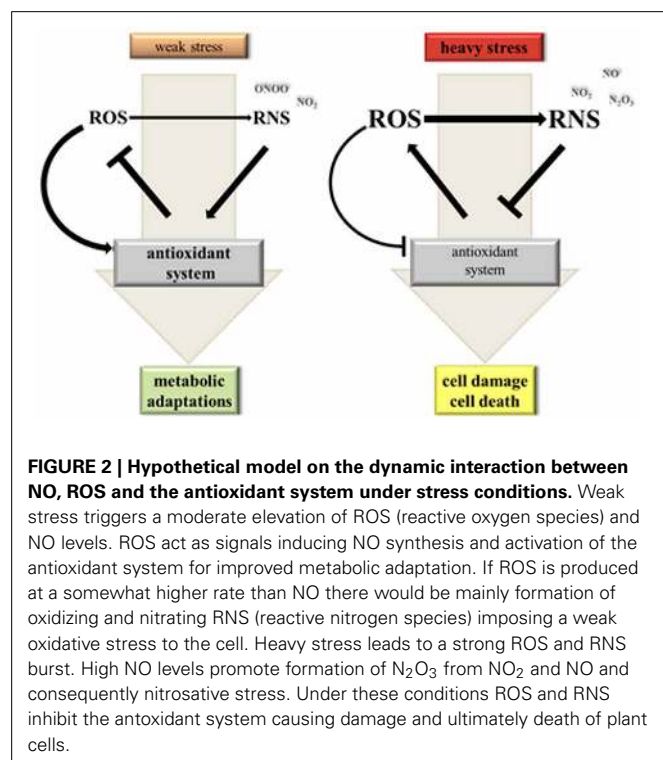 weak stress
heavy stress
ONOO⁻
NO₂
NO·
NO₂
N₂O₃
ROS
RNS
ROS
RNS
antioxidant
system
antioxidant
system
metabolic
adaptations
cell damage
cell death
FIGURE 2 | Hypothetical model on the dynamic interaction between
NO, ROS and the antioxidant system under stress conditions. Weak
stress triggers a moderate elevation of ROS (reactive oxygen species) and
NO levels. ROS act as signals inducing NO synthesis and activation of the
antioxidant system for improved metabolic adaptation. If ROS is produced
at a somewhat higher rate than NO there would be mainly formation of
oxidizing and nitrating RNS (reactive nitrogen species) imposing a weak
oxidative stress to the cell. Heavy stress leads to a strong ROS and RNS
burst. High NO levels promote formation of N₂O₃ from NO₂ and NO and
consequently nitrosative stress. Under these conditions ROS and RNS
inhibit the antoxidant system causing damage and ultimately death of plant
cells.